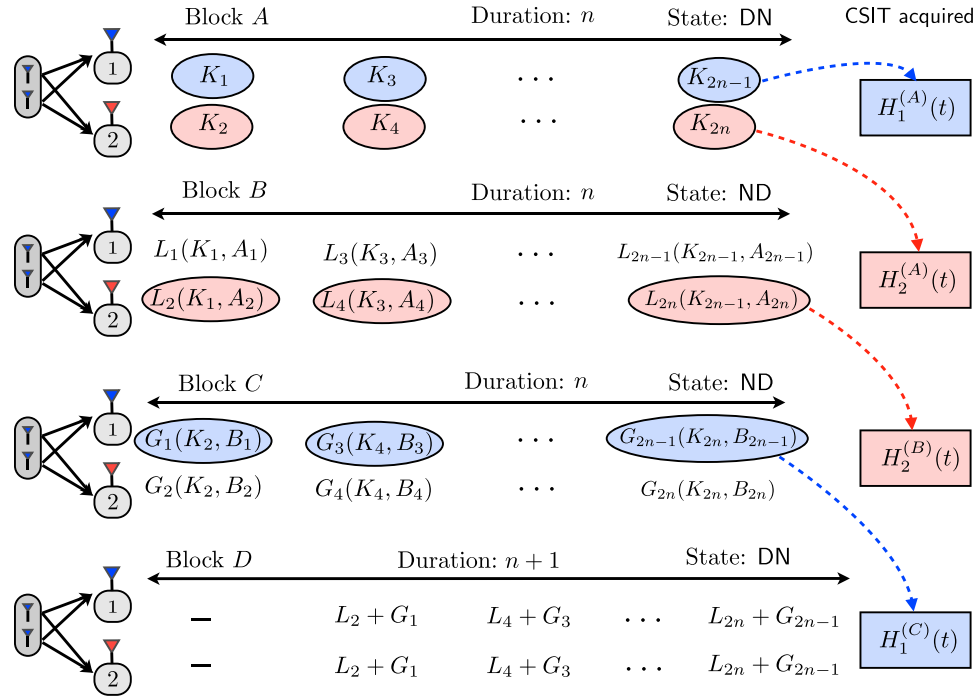 Block A Duration: n State: DN CSIT acquired
1 K₁ K₃ ··· K₂ₙ₋₁ H₁⁽ᴬ⁾(t)
2 K₂ K₄ ··· K₂ₙ
Block B Duration: n State: ND
1 L₁(K₁, A₁) L₃(K₃, A₃) ··· L₂ₙ₋₁(K₂ₙ₋₁, A₂ₙ₋₁) H₂⁽ᴬ⁾(t)
2 L₂(K₁, A₂) L₄(K₃, A₄) ··· L₂ₙ(K₂ₙ₋₁, A₂ₙ)
Block C Duration: n State: ND
1 G₁(K₂, B₁) G₃(K₄, B₃) ··· G₂ₙ₋₁(K₂ₙ, B₂ₙ₋₁) H₂⁽ᴮ⁾(t)
2 G₂(K₂, B₂) G₄(K₄, B₄) ··· G₂ₙ(K₂ₙ, B₂ₙ)
Block D Duration: n + 1 State: DN
1 – L₂ + G₁ L₄ + G₃ ··· L₂ₙ + G₂ₙ₋₁ H₁⁽ᶜ⁾(t)
2 – L₂ + G₁ L₄ + G₃ ··· L₂ₙ + G₂ₙ₋₁